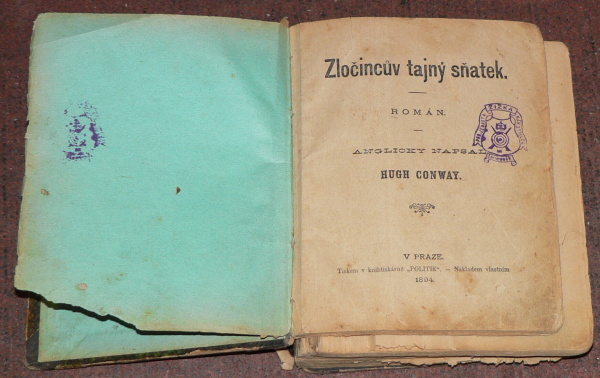 Zločincův tajný sňatek.
ROMÁN.
ANGLICKY NAPSAL
HUGH CONWAY.
V PRAZE.
Tiskem v knihtiskárně „POLITIK“. — Nákladem vlastním
1894.